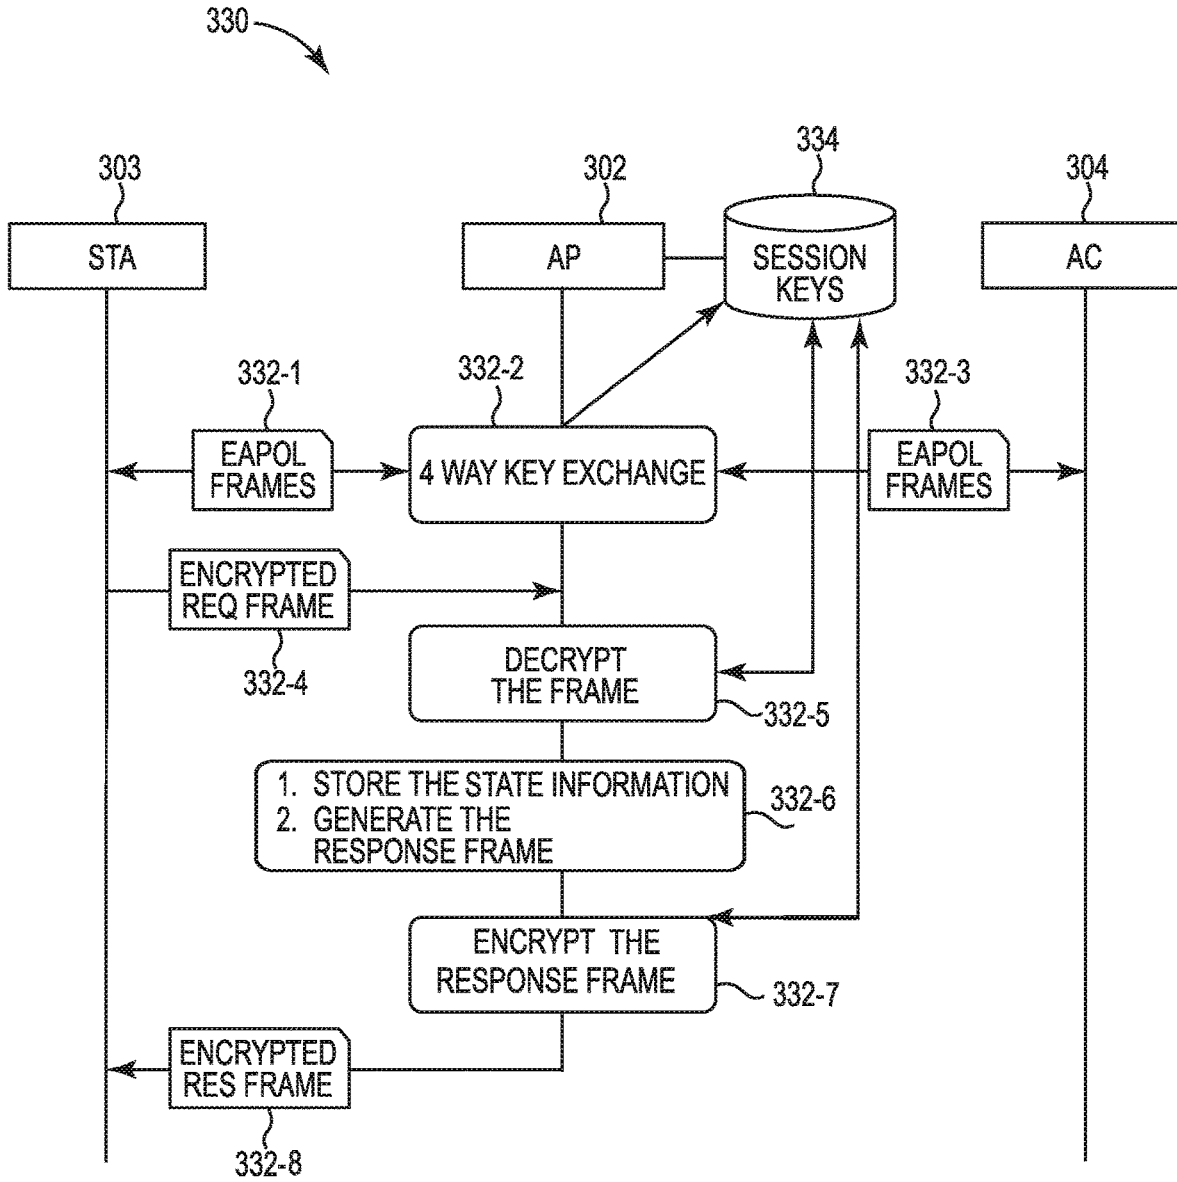 330
334
303
302
304
STA
AP
SESSION
KEYS
AC
332-1
332-2
332-3
EAPOL
FRAMES
4 WAY KEY EXCHANGE
EAPOL
FRAMES
ENCRYPTED
REQ FRAME
332-4
DECRYPT
THE FRAME
332-5
1. STORE THE STATE INFORMATION
2. GENERATE THE
RESPONSE FRAME
332-6
ENCRYPT THE
RESPONSE FRAME
332-7
ENCRYPTED
RES FRAME
332-8